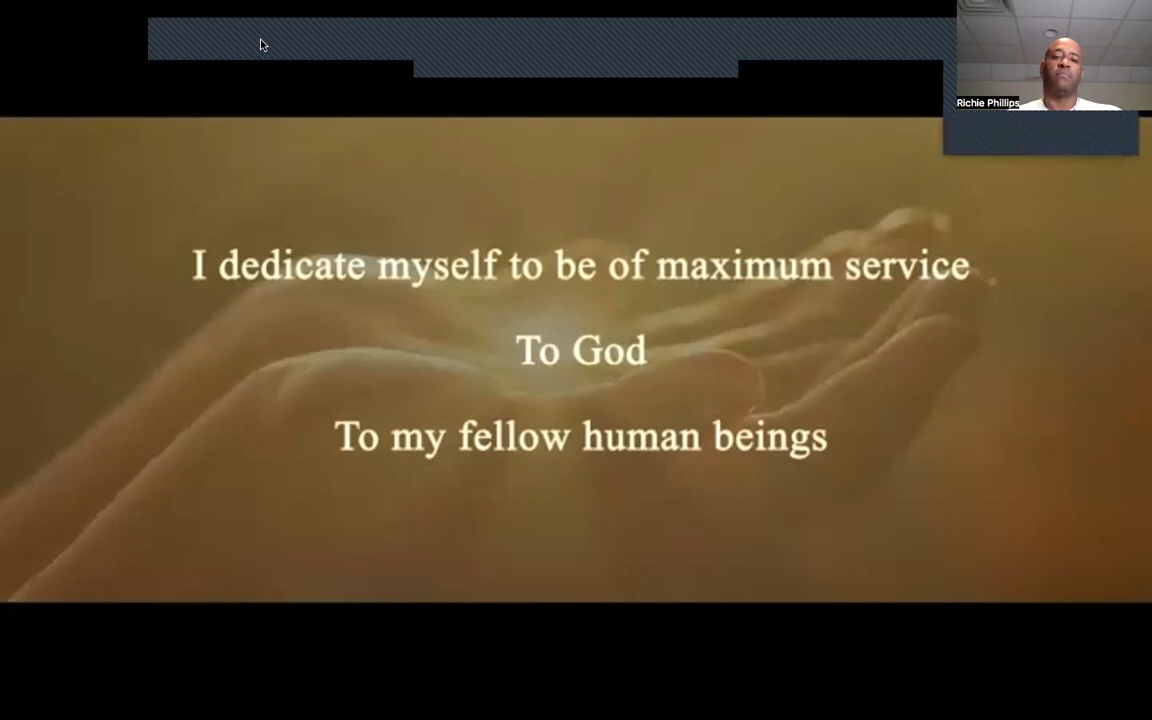 Richie Phillips
I dedicate myself to be of maximum service
To God
To my fellow human beings